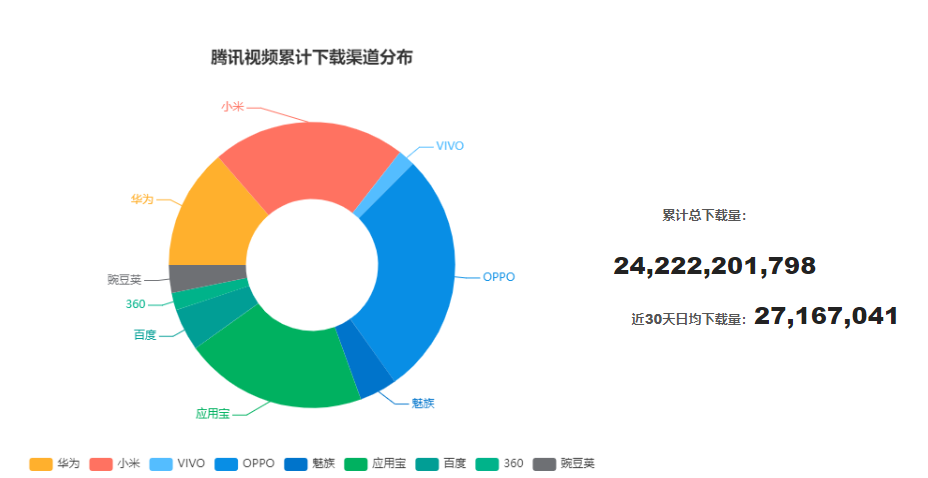 腾讯视频累计下载渠道分布
小米
VIVO
华为
豌豆荚
OPPO
360
百度
魅族
应用宝
华为 小米 VIVO OPPO 魅族 应用宝 百度 360 豌豆荚
累计总下载量：
24,222,201,798
近30天日均下载量：27,167,041